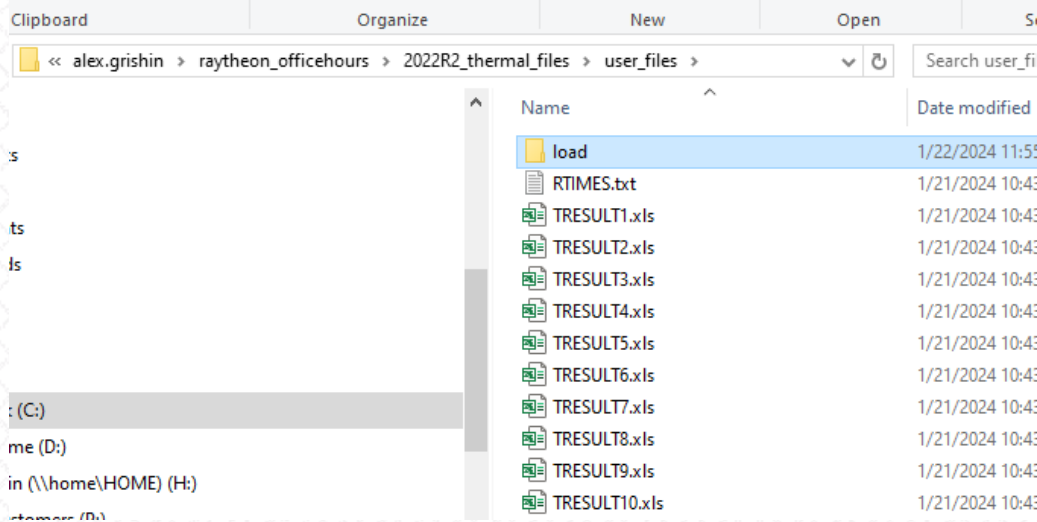 Clipboard Organize New Open
« alex.grishin > raytheon_officehours > 2022R2_thermal_files > user_files > Search user_fi
Name Date modified
load 1/22/2024 11:55
RTIMES.txt 1/21/2024 10:43
TRESULT1.xls 1/21/2024 10:43
TRESULT2.xls 1/21/2024 10:43
TRESULT3.xls 1/21/2024 10:43
TRESULT4.xls 1/21/2024 10:43
TRESULT5.xls 1/21/2024 10:43
TRESULT6.xls 1/21/2024 10:43
TRESULT7.xls 1/21/2024 10:43
TRESULT8.xls 1/21/2024 10:43
TRESULT9.xls 1/21/2024 10:43
TRESULT10.xls 1/21/2024 10:43
ts
ds
(C:)
me (D:)
in (\\home\HOME) (H:)